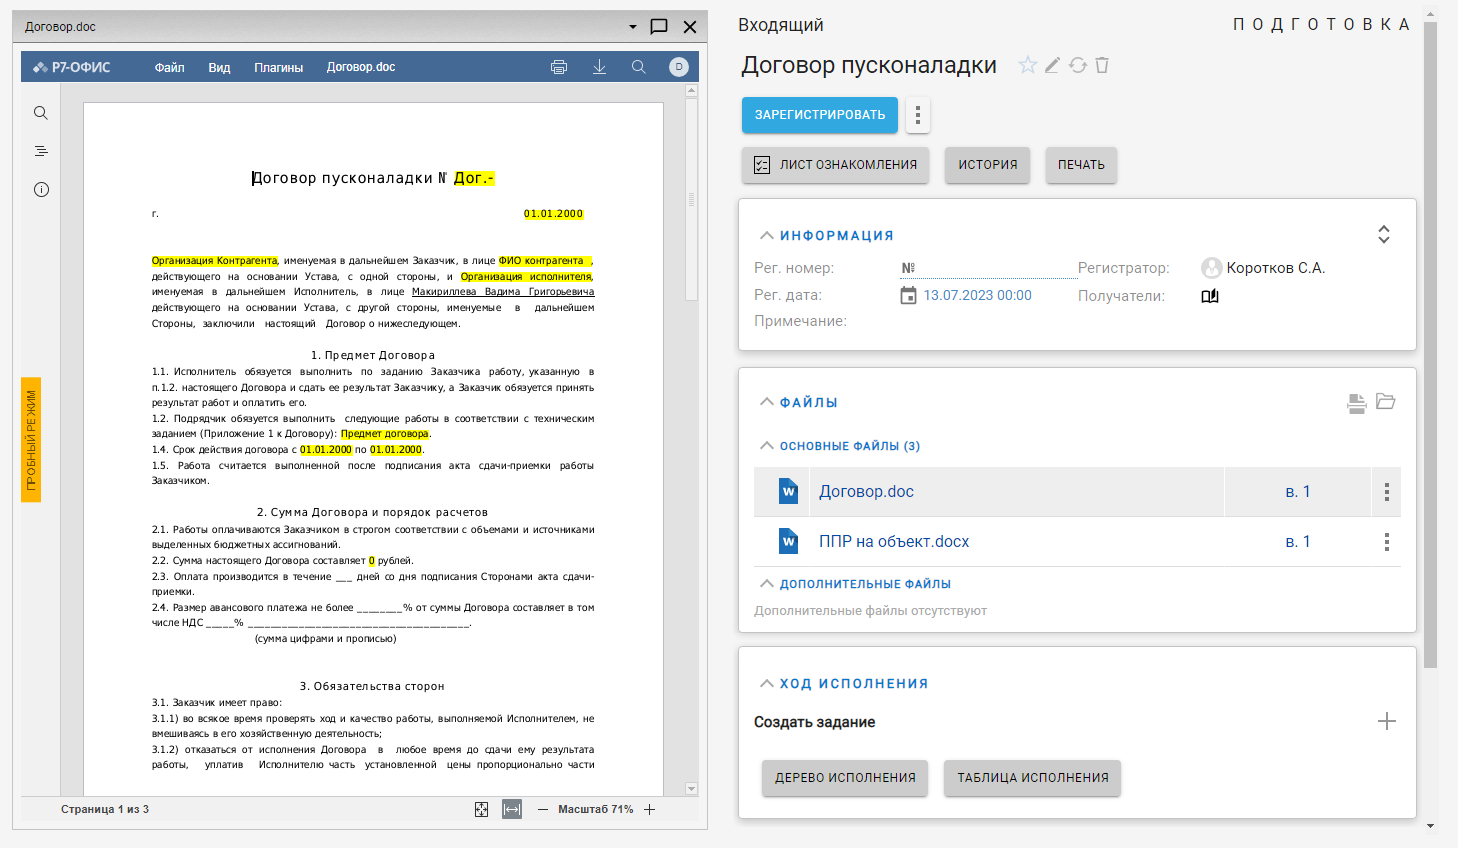 Договор.doc
Р7-ОФИС Файл Вид Плагины Договор.doc D
ПРОБНЫЙ РЕЖИМ
Договор пусконаладки № Дог.-
г. 01.01.2000
Организация Контрагента, именуемая в дальнейшем Заказчик, в лице ФИО контрагента ,
действующего на основании Устава, с одной стороны, и Организация исполнителя,
именуемая в дальнейшем Исполнитель, в лице Макириллева Вадима Григорьевича
действующего на основании Устава, с другой стороны, именуемые в дальнейшем
Стороны, заключили настоящий Договор о нижеследующем.
1. Предмет Договора
1.1. Исполнитель обязуется выполнить по заданию Заказчика работу, указанную в
п.1.2. настоящего Договора и сдать ее результат Заказчику, а Заказчик обязуется принять
результат работ и оплатить его.
1.2. Подрядчик обязуется выполнить следующие работы в соответствии с техническим
заданием (Приложение 1 к Договору): Предмет договора.
1.4. Срок действия договора с 01.01.2000 по 01.01.2000.
1.5. Работа считается выполненной после подписания акта сдачи-приемки работы
Заказчиком.
2. Сумма Договора и порядок расчетов
2.1. Работы оплачиваются Заказчиком в строгом соответствии с объемами и источниками
выделенных бюджетных ассигнований.
2.2. Сумма настоящего Договора составляет 0 рублей.
2.3. Оплата производится в течение ___ дней со дня подписания Сторонами акта сдачи-
приемки.
2.4. Размер авансового платежа не более ________% от суммы Договора составляет в том
числе НДС _____% ______________________________________.
(сумма цифрами и прописью)
3. Обязательства сторон
3.1. Заказчик имеет право:
3.1.1) во всякое время проверять ход и качество работы, выполняемой Исполнителем, не
вмешиваясь в его хозяйственную деятельность;
3.1.2) отказаться от исполнения Договора в любое время до сдачи ему результата
работы, уплатив Исполнителю часть установленной цены пропорционально части
Страница 1 из 3 Масштаб 71%
Входящий ПОДГОТОВКА
Договор пусконаладки
ЗАРЕГИСТРИРОВАТЬ
ЛИСТ ОЗНАКОМЛЕНИЯ ИСТОРИЯ ПЕЧАТЬ
ИНФОРМАЦИЯ
Рег. номер: № Регистратор: Коротков С.А.
Рег. дата: 13.07.2023 00:00 Получатели:
Примечание:
ФАЙЛЫ
ОСНОВНЫЕ ФАЙЛЫ (3)
W Договор.doc в. 1
W ППР на объект.docx в. 1
ДОПОЛНИТЕЛЬНЫЕ ФАЙЛЫ
Дополнительные файлы отсутствуют
ХОД ИСПОЛНЕНИЯ
Создать задание
ДЕРЕВО ИСПОЛНЕНИЯ ТАБЛИЦА ИСПОЛНЕНИЯ